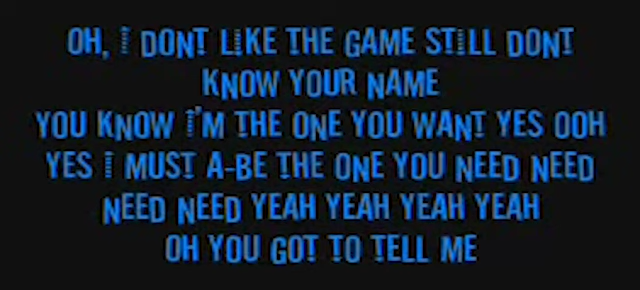 OH, I DONT LIKE THE GAME STILL DONT
KNOW YOUR NAME
YOU KNOW I'M THE ONE YOU WANT YES OOH
YES I MUST A-BE THE ONE YOU NEED NEED
NEED NEED YEAH YEAH YEAH YEAH
OH YOU GOT TO TELL ME